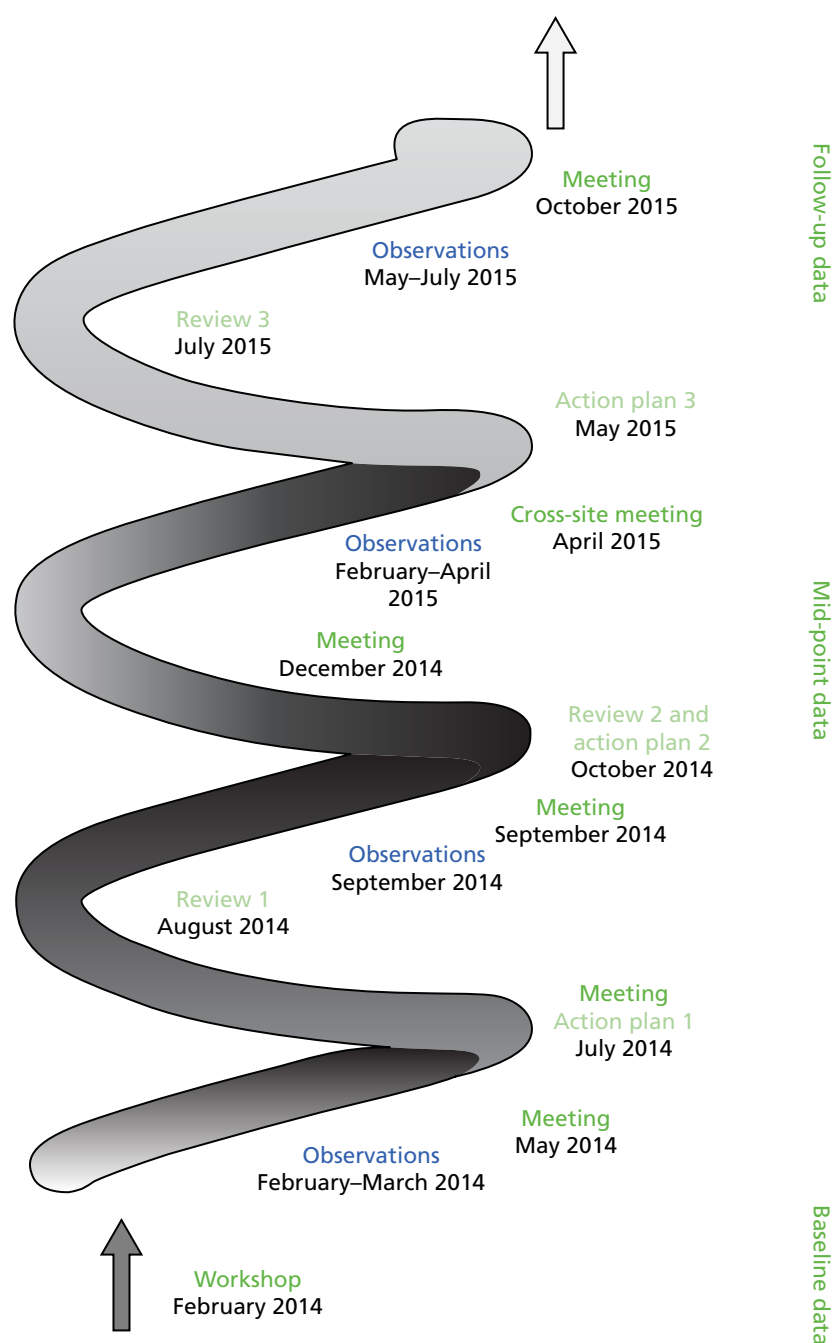 Meeting
October 2015
Observations
May–July 2015
Review 3
July 2015
Action plan 3
May 2015
Cross-site meeting
April 2015
Observations
February–April
2015
Meeting
December 2014
Review 2 and
action plan 2
October 2014
Meeting
September 2014
Observations
September 2014
Review 1
August 2014
Meeting
Action plan 1
July 2014
Meeting
May 2014
Observations
February–March 2014
Workshop
February 2014
Follow-up data
Mid-point data
Baseline data